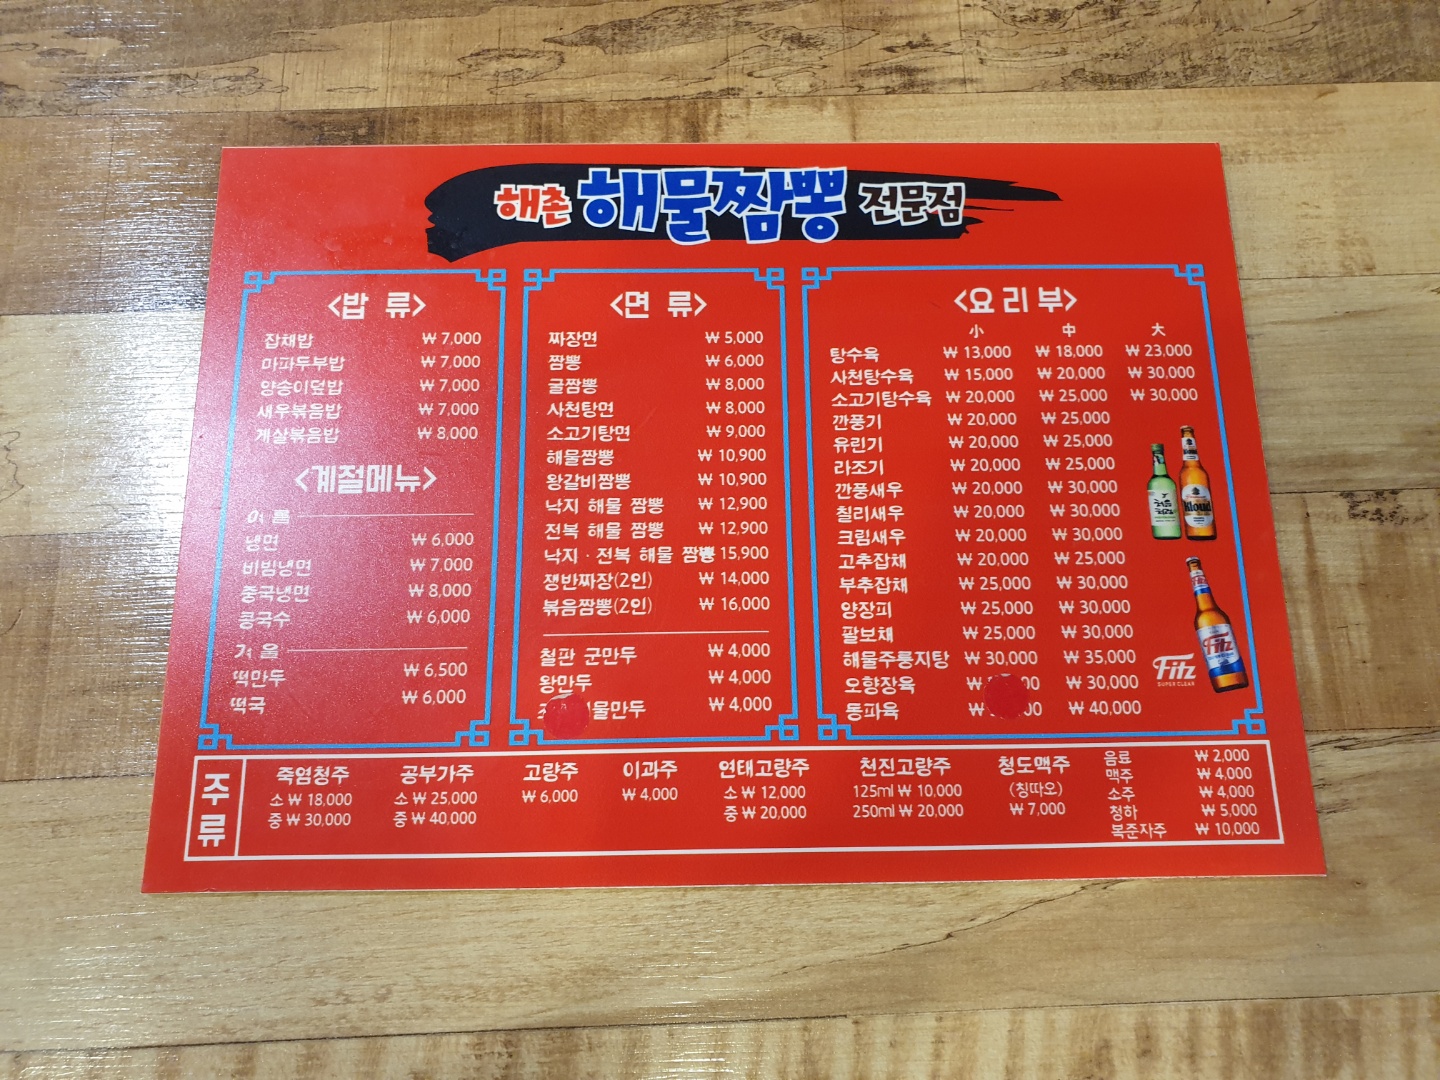 해촌 해물짬뽕 전문점
<밥 류>
잡채밥 ₩ 7,000
마파두부밥 ₩ 7,000
양송이덮밥 ₩ 7,000
새우볶음밥 ₩ 7,000
게살볶음밥 ₩ 8,000
<계절메뉴>
여 름
냉면 ₩ 6,000
비빔냉면 ₩ 7,000
중국냉면 ₩ 8,000
콩국수 ₩ 6,000
겨 울
떡만두 ₩ 6,500
떡국 ₩ 6,000
<면 류>
짜장면 ₩ 5,000
짬뽕 ₩ 6,000
굴짬뽕 ₩ 8,000
사천탕면 ₩ 8,000
소고기탕면 ₩ 9,000
해물짬뽕 ₩ 10,900
왕갈비짬뽕 ₩ 10,900
낙지 해물 짬뽕 ₩ 12,900
전복 해물 짬뽕 ₩ 12,900
낙지 · 전복 해물 짬뽕 15,900
쟁반짜장(2인) ₩ 14,000
볶음짬뽕(2인) ₩ 16,000
철판 군만두 ₩ 4,000
왕만두 ₩ 4,000
물만두 ₩ 4,000
<요 리 부>
小 中 大
탕수육 ₩ 13,000 ₩ 18,000 ₩ 23,000
사천탕수육 ₩ 15,000 ₩ 20,000 ₩ 30,000
소고기탕수육 ₩ 20,000 ₩ 25,000 ₩ 30,000
깐풍기 ₩ 20,000 ₩ 25,000
유린기 ₩ 20,000 ₩ 25,000
라조기 ₩ 20,000 ₩ 25,000
깐풍새우 ₩ 20,000 ₩ 30,000
칠리새우 ₩ 20,000 ₩ 30,000
크림새우 ₩ 20,000 ₩ 30,000
고추잡채 ₩ 20,000 ₩ 25,000
부추잡채 ₩ 25,000 ₩ 30,000
양장피 ₩ 25,000 ₩ 30,000
팔보채 ₩ 25,000 ₩ 30,000
해물주룽지탕 ₩ 30,000 ₩ 35,000
오향장육 ₩ ₩ 30,000
통파육 ₩ ₩ 40,000
처음처럼
Kloud
Fitz
SUPER CLEAR
Fitz
주류
죽염청주
소 ₩ 18,000
중 ₩ 30,000
공부가주
소 ₩ 25,000
중 ₩ 40,000
고량주
₩ 6,000
이과주
₩ 4,000
연태고량주
소 ₩ 12,000
중 ₩ 20,000
천진고량주
125ml ₩ 10,000
250ml ₩ 20,000
청도맥주
(칭따오)
₩ 7,000
음료 ₩ 2,000
맥주 ₩ 4,000
소주 ₩ 4,000
청하 ₩ 5,000
복준자주 ₩ 10,000